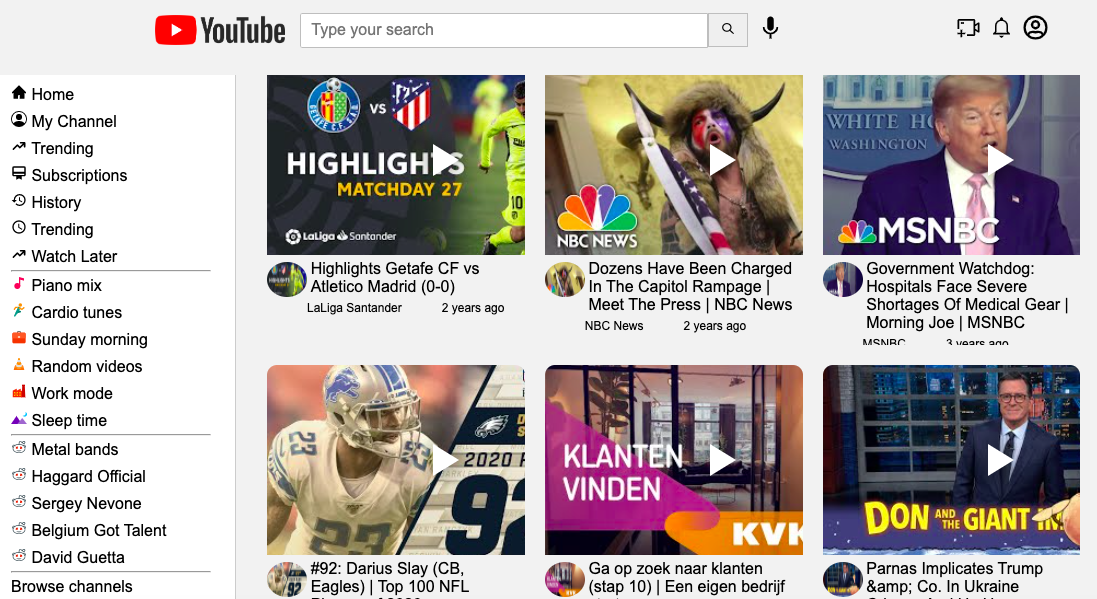 YouTube
Type your search
Home
My Channel
Trending
Subscriptions
History
Trending
Watch Later
Piano mix
Cardio tunes
Sunday morning
Random videos
Work mode
Sleep time
Metal bands
Haggard Official
Sergey Nevone
Belgium Got Talent
David Guetta
Browse channels
GETAFE C.F.
VS
HIGHLIGHTS
MATCHDAY 27
10
LaLiga Santander
Highlights Getafe CF vs
Atletico Madrid (0-0)
LaLiga Santander 2 years ago
NBC NEWS
Dozens Have Been Charged
In The Capitol Rampage |
Meet The Press | NBC News
NBC News 2 years ago
WHITE HO
WASHINGTON
MSNBC
Government Watchdog:
Hospitals Face Severe
Shortages Of Medical Gear |
Morning Joe | MSNBC
MSNBC 3 years ago
23
23
2020
92
#92: Darius Slay (CB,
Eagles) | Top 100 NFL
KLANTEN
VINDEN
KVK
Ga op zoek naar klanten
(stap 10) | Een eigen bedrijf
DON AND THE GIANT IM
Parnas Implicates Trump
&amp; Co. In Ukraine